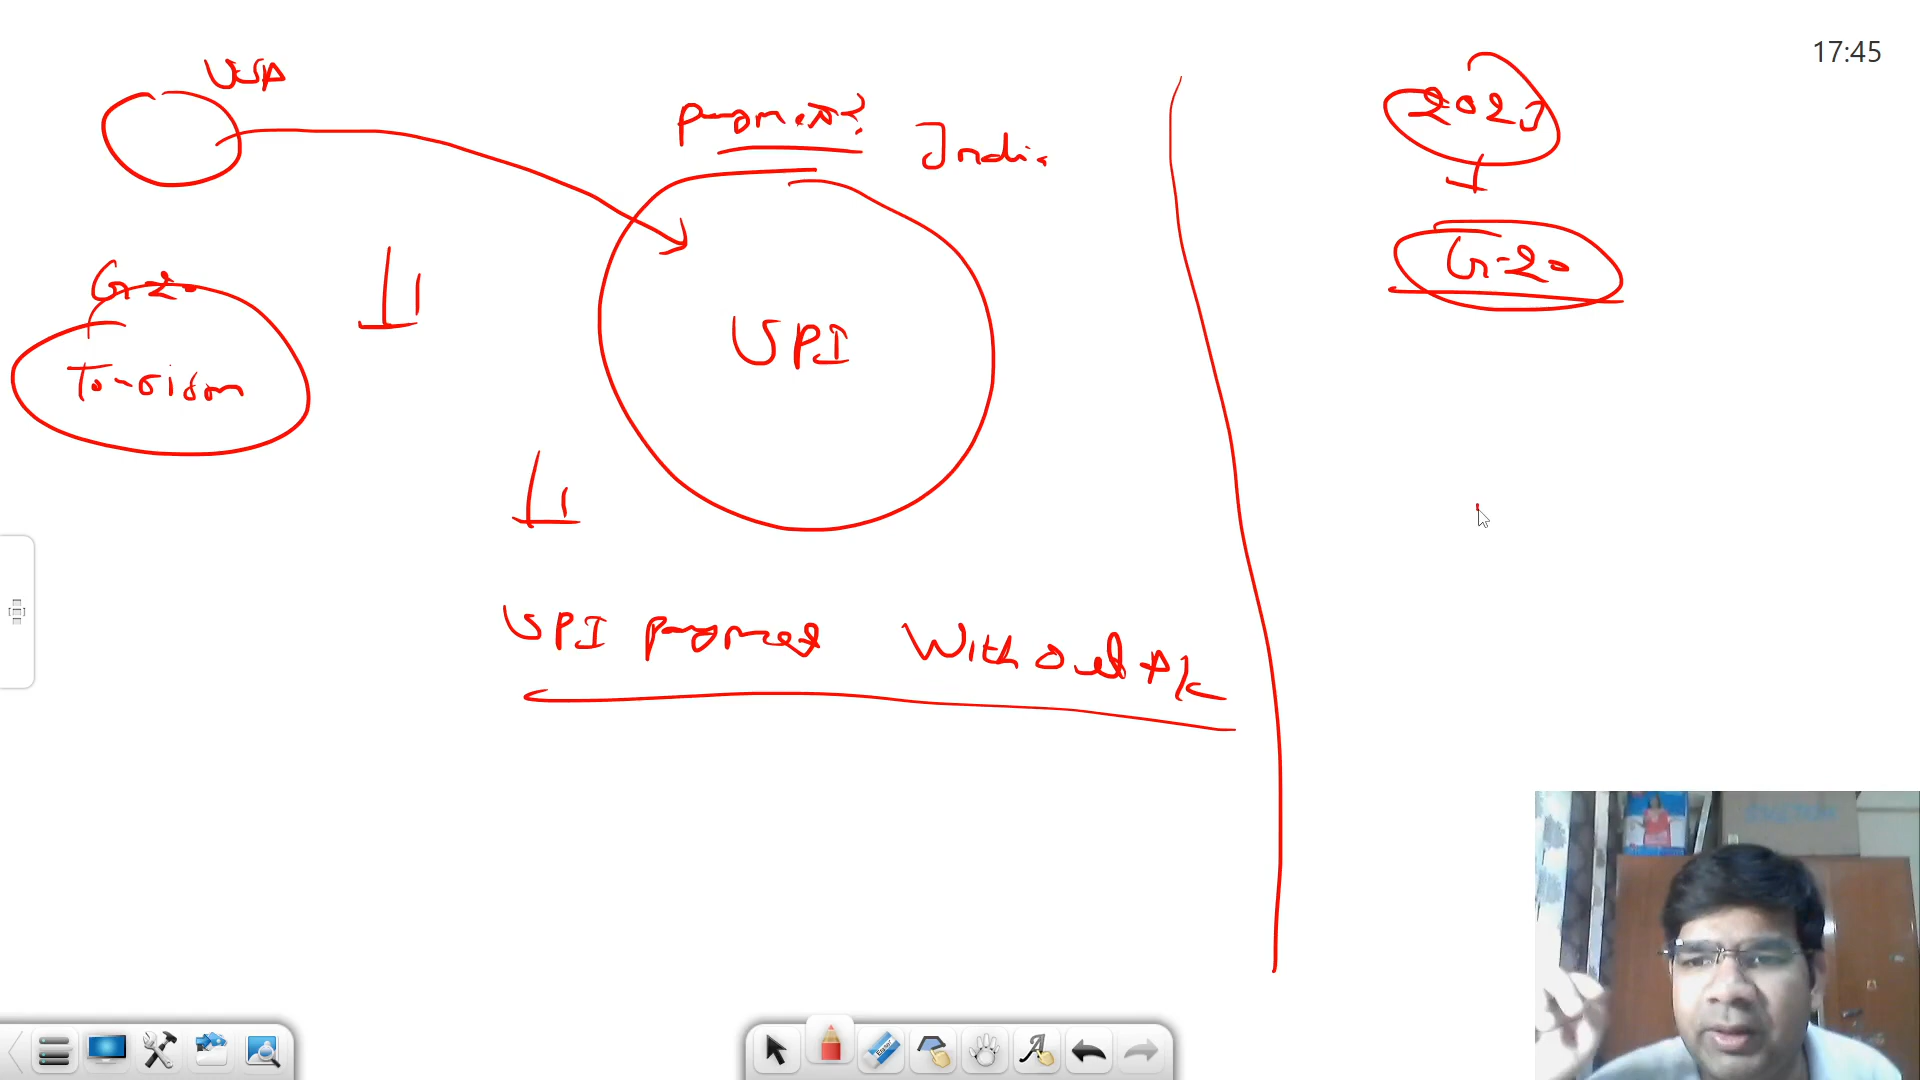 17:45
USA
payment?
India
2023
G-20
G-20
Tourism
UPI
UPI payment Without A/c